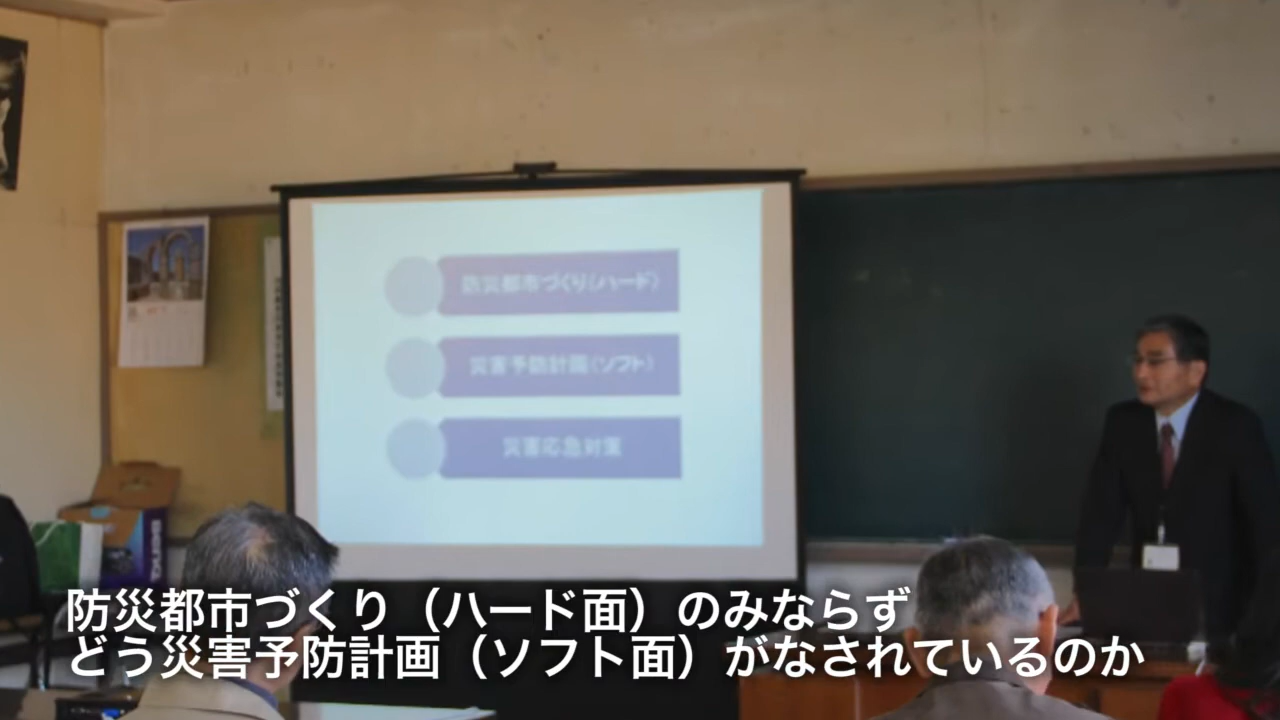 防災都市づくり(ハード)
災害予防計画(ソフト)
災害応急対策
防災都市づくり（ハード面）のみならず
どう災害予防計画（ソフト面）がなされているのか